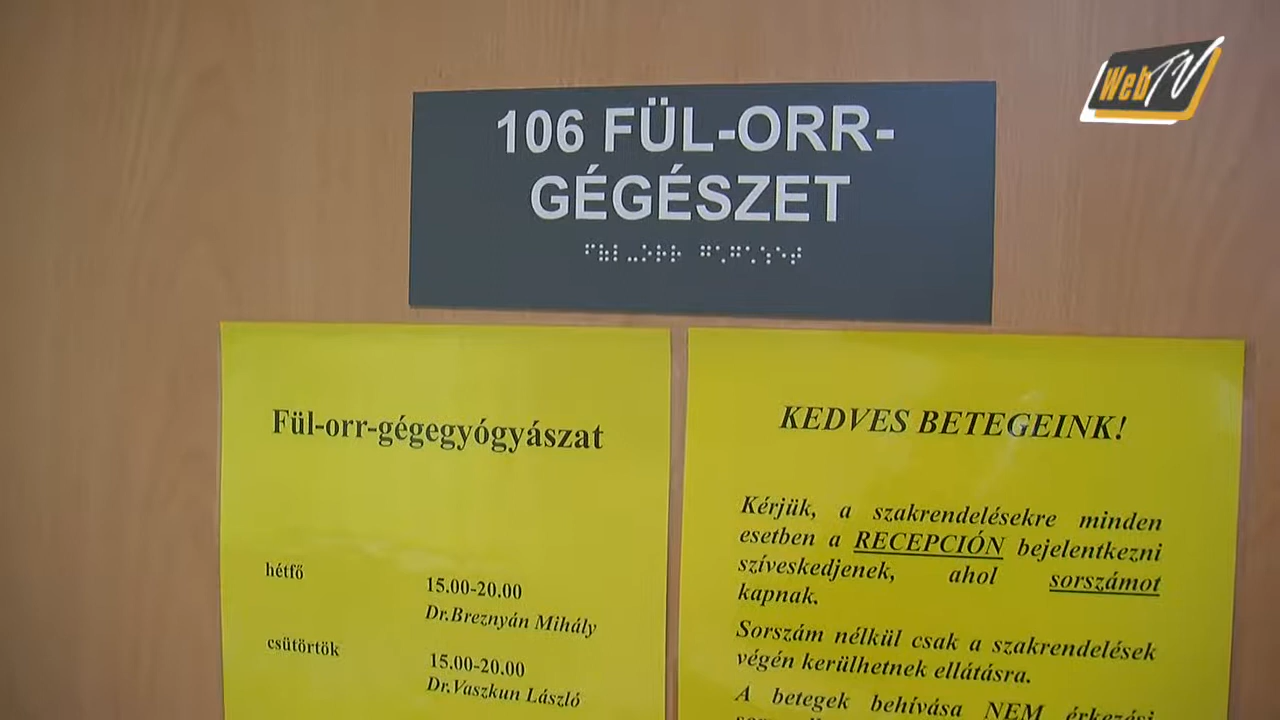 WebTV
106 FÜL-ORR-
GÉGÉSZET
Fül-orr-gégegyógyászat
hétfő
15.00-20.00
Dr.Breznyán Mihály
csütörtök
15.00-20.00
Dr.Vaszkun László
KEDVES BETEGEINK!
Kérjük, a szakrendelésekre minden
esetben a RECEPCIÓN bejelentkezni
szíveskedjenek, ahol sorszámot
kapnak.
Sorszám nélkül csak a szakrendelések
végén kerülhetnek ellátásra.
A betegek behívása NEM érkezési